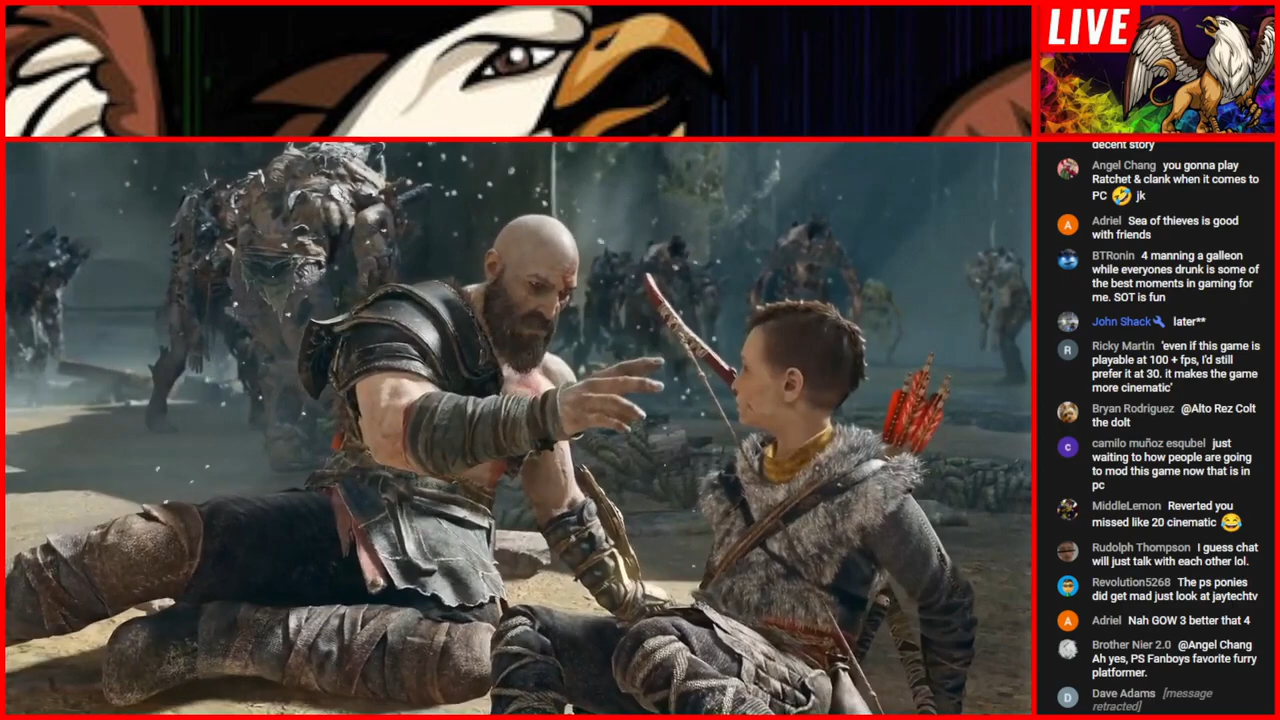 LIVE
decent story
Angel Chang you gonna play
Ratchet & clank when it comes to
PC 🤣 jk
A
Adriel Sea of thieves is good
with friends
BTRonin 4 manning a galleon
while everyones drunk is some of
the best moments in gaming for
me. SOT is fun
John Shack later**
R
Ricky Martin 'even if this game is
playable at 100 + fps, I'd still
prefer it at 30. it makes the game
more cinematic'
Bryan Rodriguez @Alto Rez Colt
the dolt
c
camilo muñoz esqubel just
waiting to how people are going
to mod this game now that is in
pc
MiddleLemon Reverted you
missed like 20 cinematic 😂
Rudolph Thompson I guess chat
will just talk with each other lol.
Revolution5268 The ps ponies
did get mad just look at jaytechtv
A
Adriel Nah GOW 3 better that 4
Brother Nier 2.0 @Angel Chang
Ah yes, PS Fanboys favorite furry
platformer.
D
Dave Adams [message
retracted]